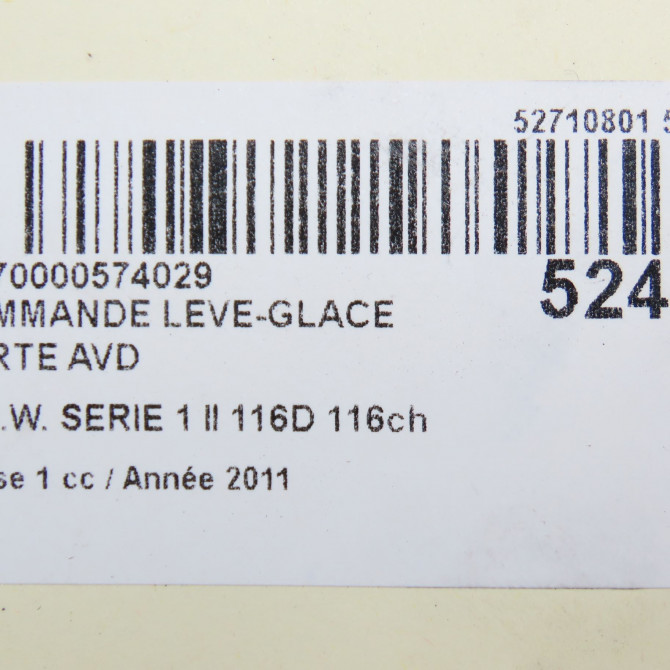 52710801 5
70000574029
524
MMANDE LEVE-GLACE
RTE AVD
.W. SERIE 1 II 116D 116ch
se 1 cc / Année 2011